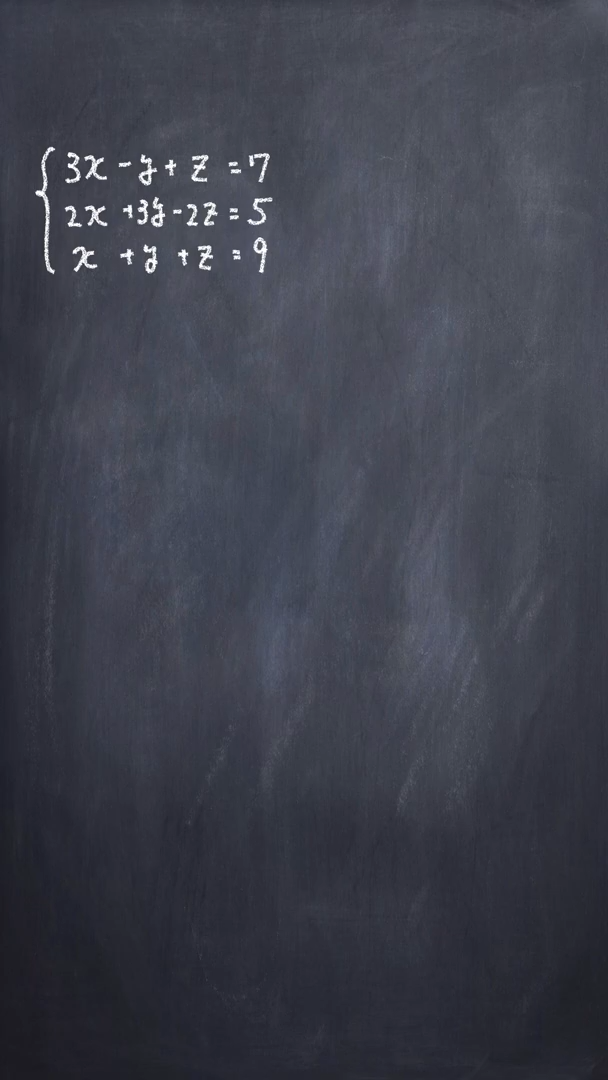 3x - y + z = 7
2x + 3y - 2z = 5
x + y + z = 9